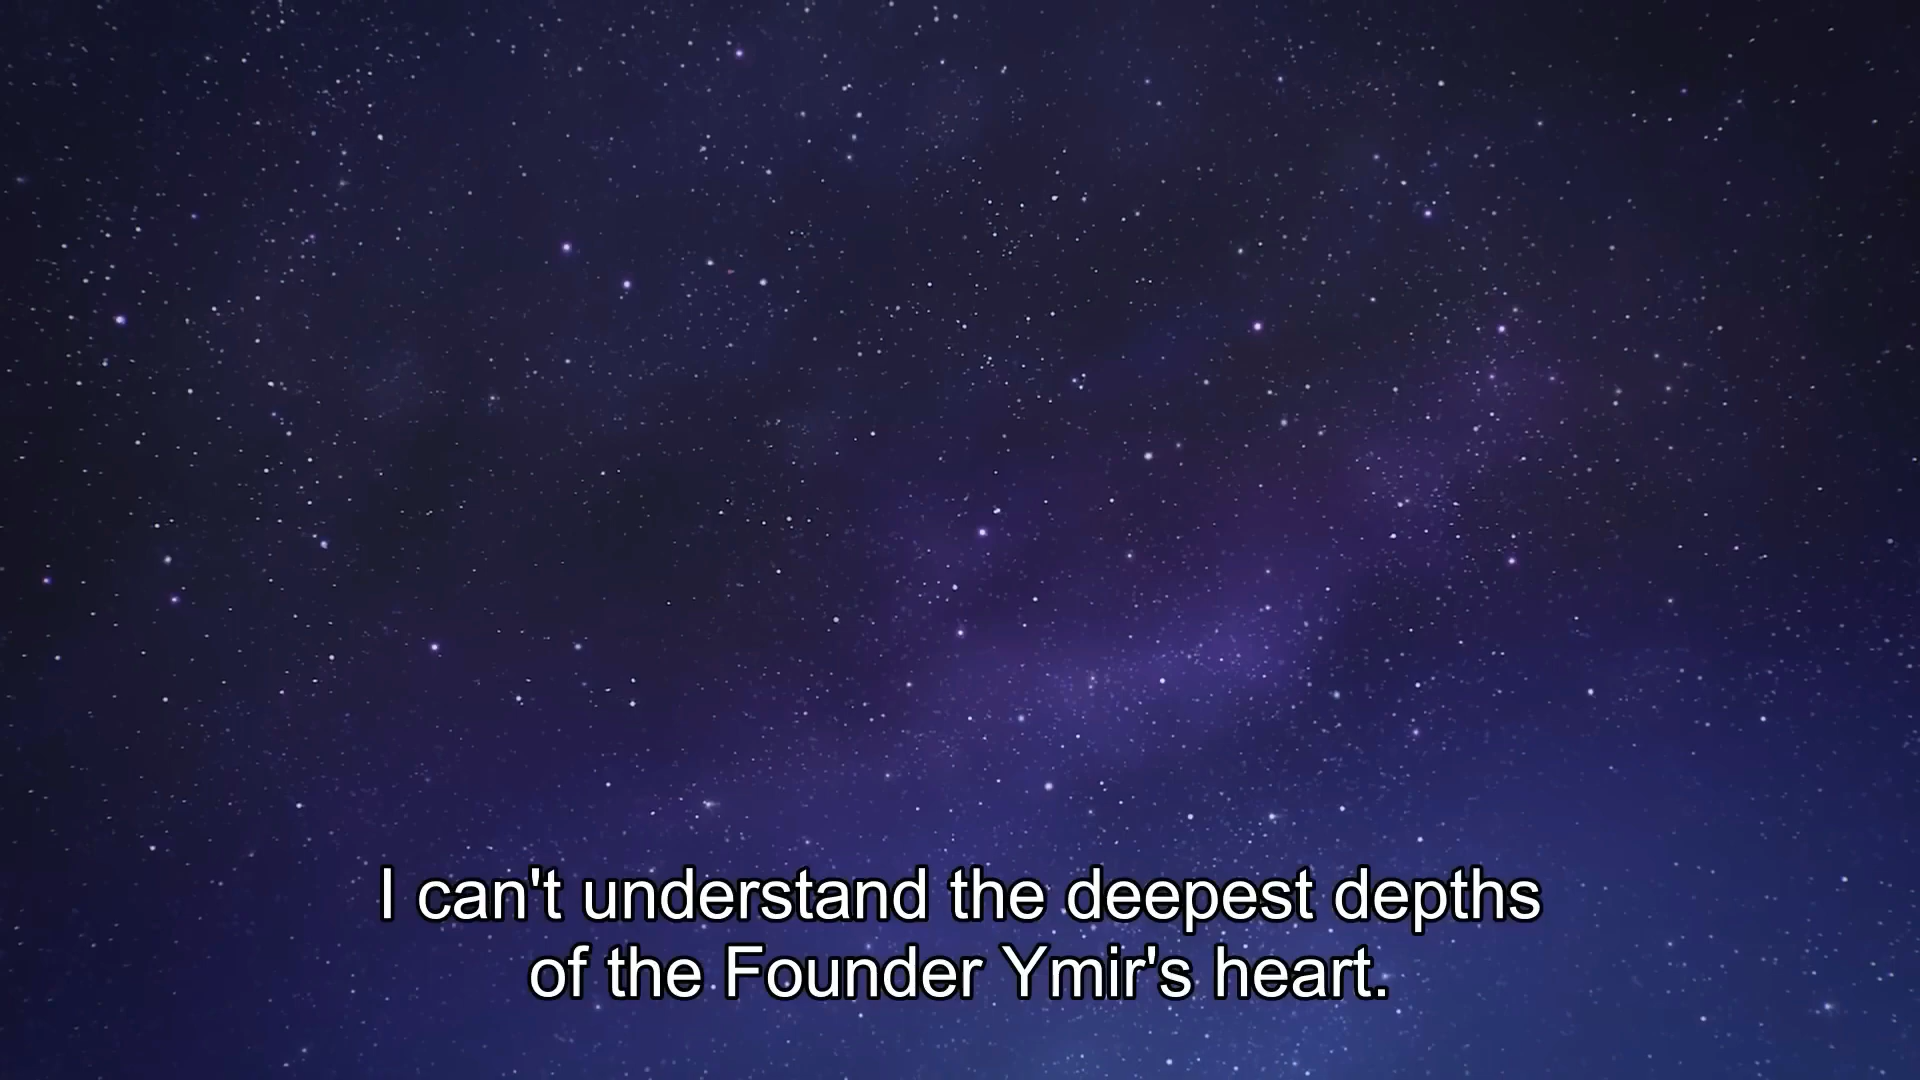 I can't understand the deepest depths
of the Founder Ymir's heart.